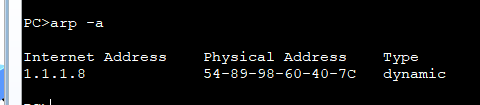 PC>arp -a
Internet Address Physical Address Type
1.1.1.8 54-89-98-60-40-7C dynamic